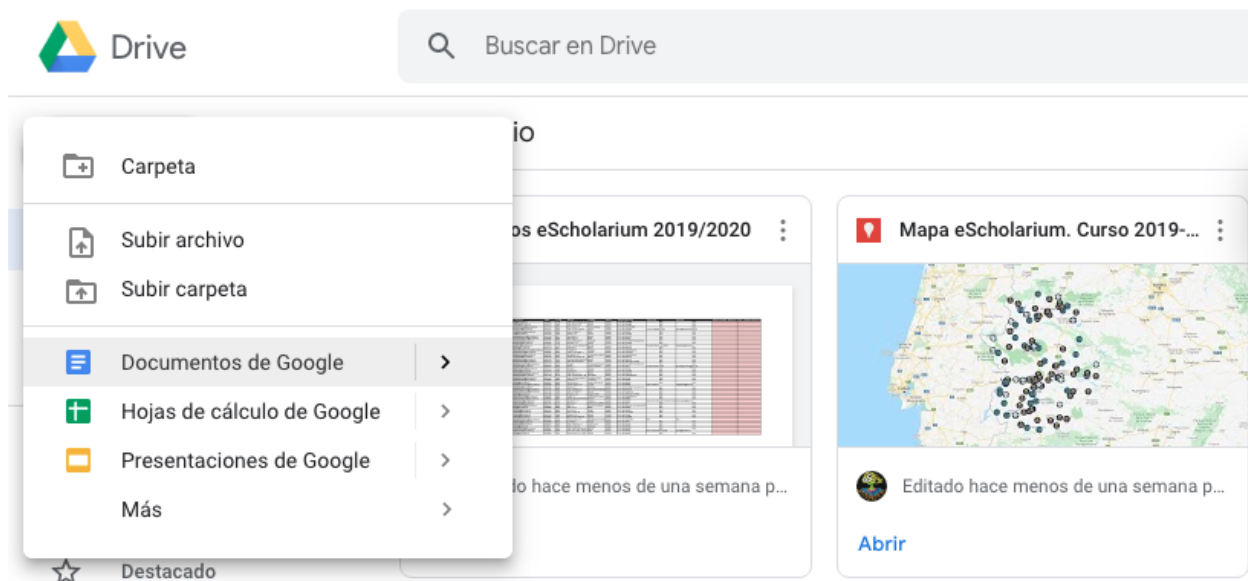 Drive
Buscar en Drive
io
Carpeta
Subir archivo
Subir carpeta
Documentos de Google
Hojas de cálculo de Google
Presentaciones de Google
Más
Destacado
os eScholarium 2019/2020
Mapa eScholarium. Curso 2019-...
do hace menos de una semana p...
Editado hace menos de una semana p...
Abrir